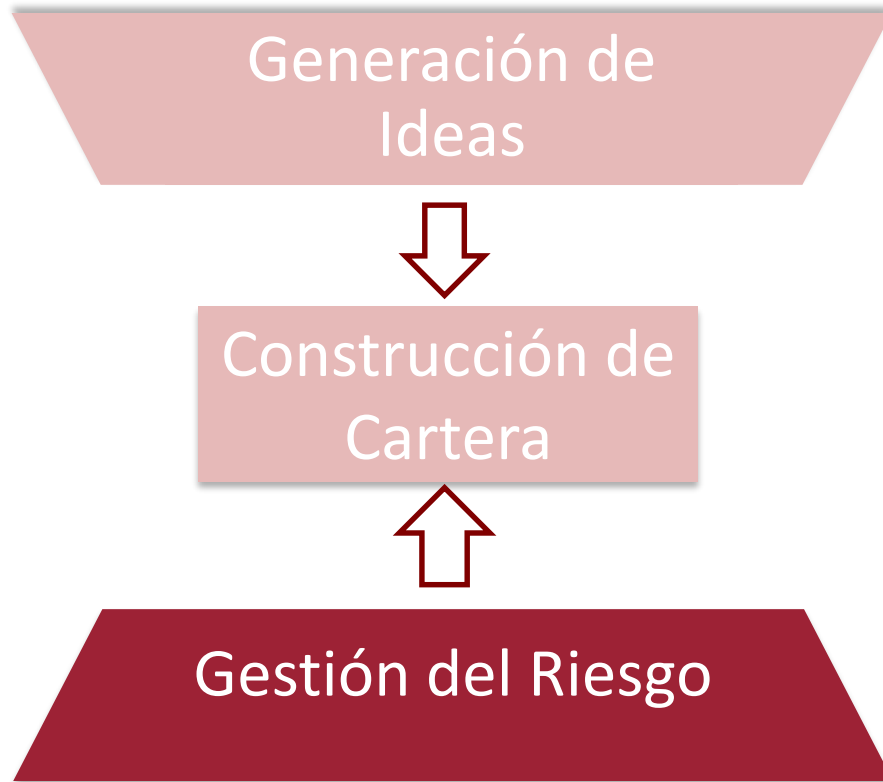 Generación de
Ideas
Construcción de
Cartera
Gestión del Riesgo